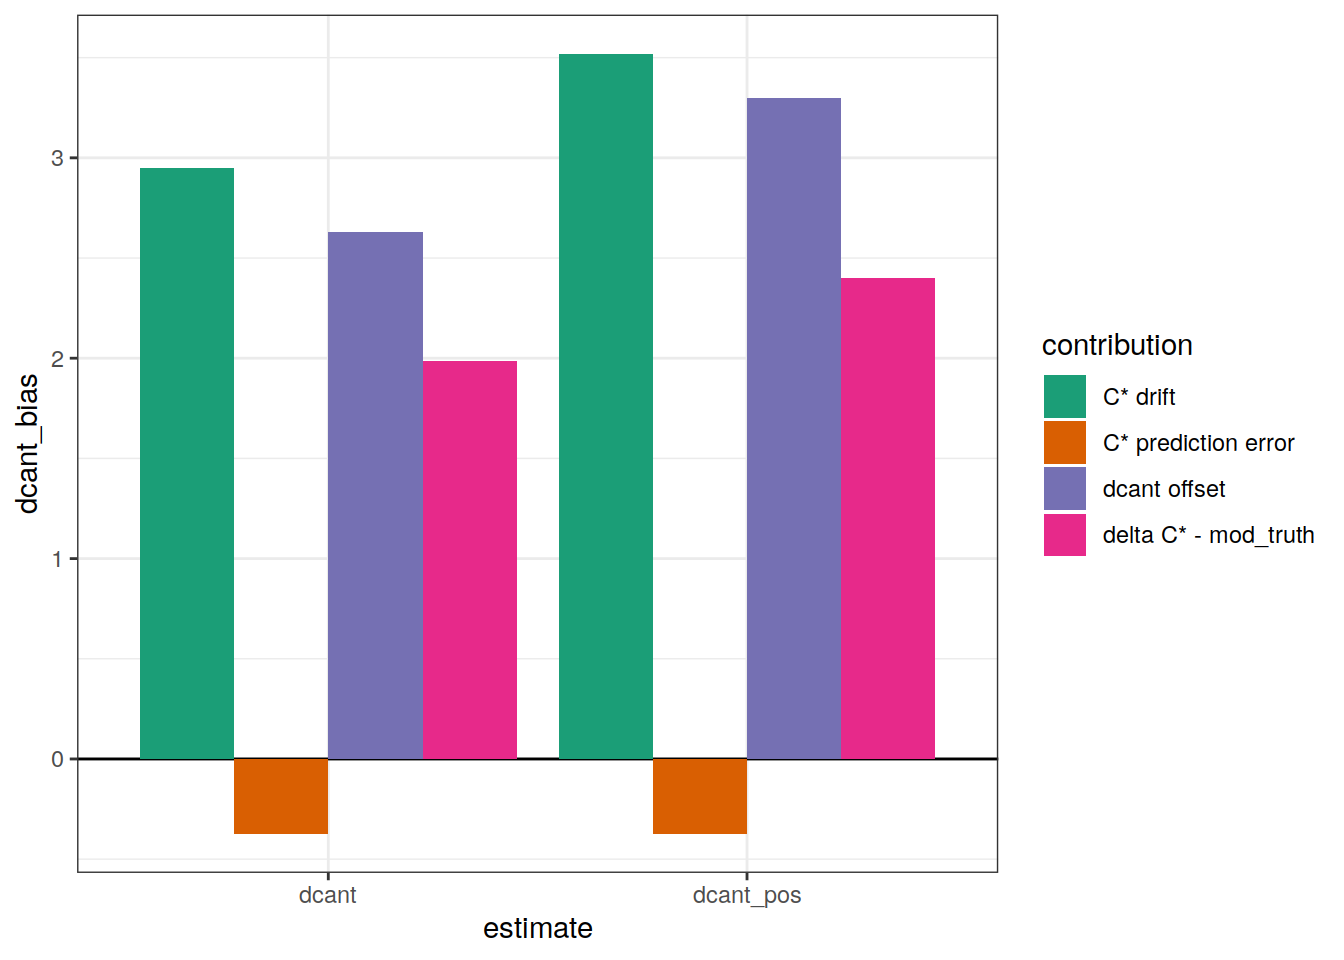 3
2
1
0
dcant_bias
dcant
dcant_pos
estimate
contribution
C* drift
C* prediction error
dcant offset
delta C* - mod_truth